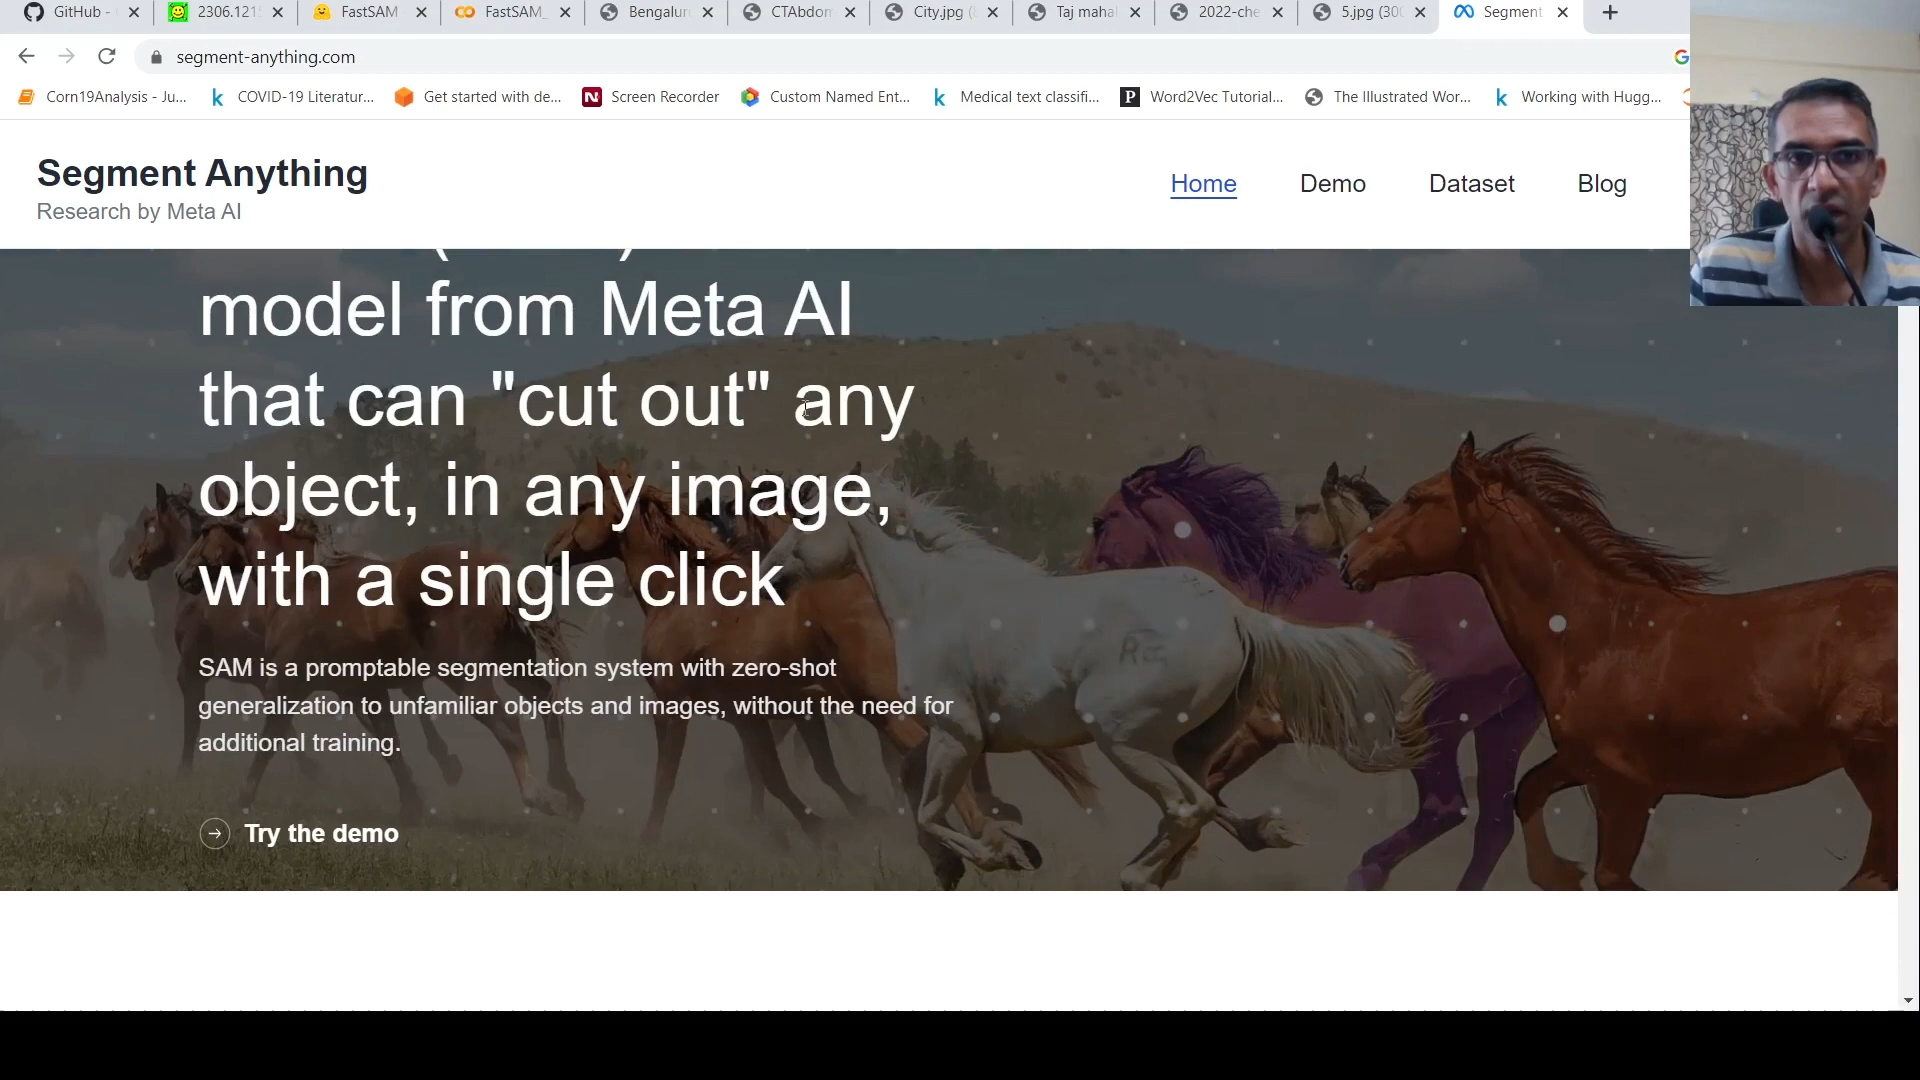 GitHub -
2306.121
FastSAM
FastSAM_
Bengaluru
CTAbdom
City.jpg (
Taj mahal
2022-che
5.jpg (300
Segment
segment-anything.com
Corn19Analysis - Ju...
COVID-19 Literatur...
Get started with de...
Screen Recorder
Custom Named Ent...
Medical text classifi...
Word2Vec Tutorial...
The Illustrated Wor...
Working with Hugg...
Segment Anything
Research by Meta AI
Home
Demo
Dataset
Blog
model from Meta AI
that can "cut out" any
object, in any image,
with a single click
SAM is a promptable segmentation system with zero-shot
generalization to unfamiliar objects and images, without the need for
additional training.
Try the demo